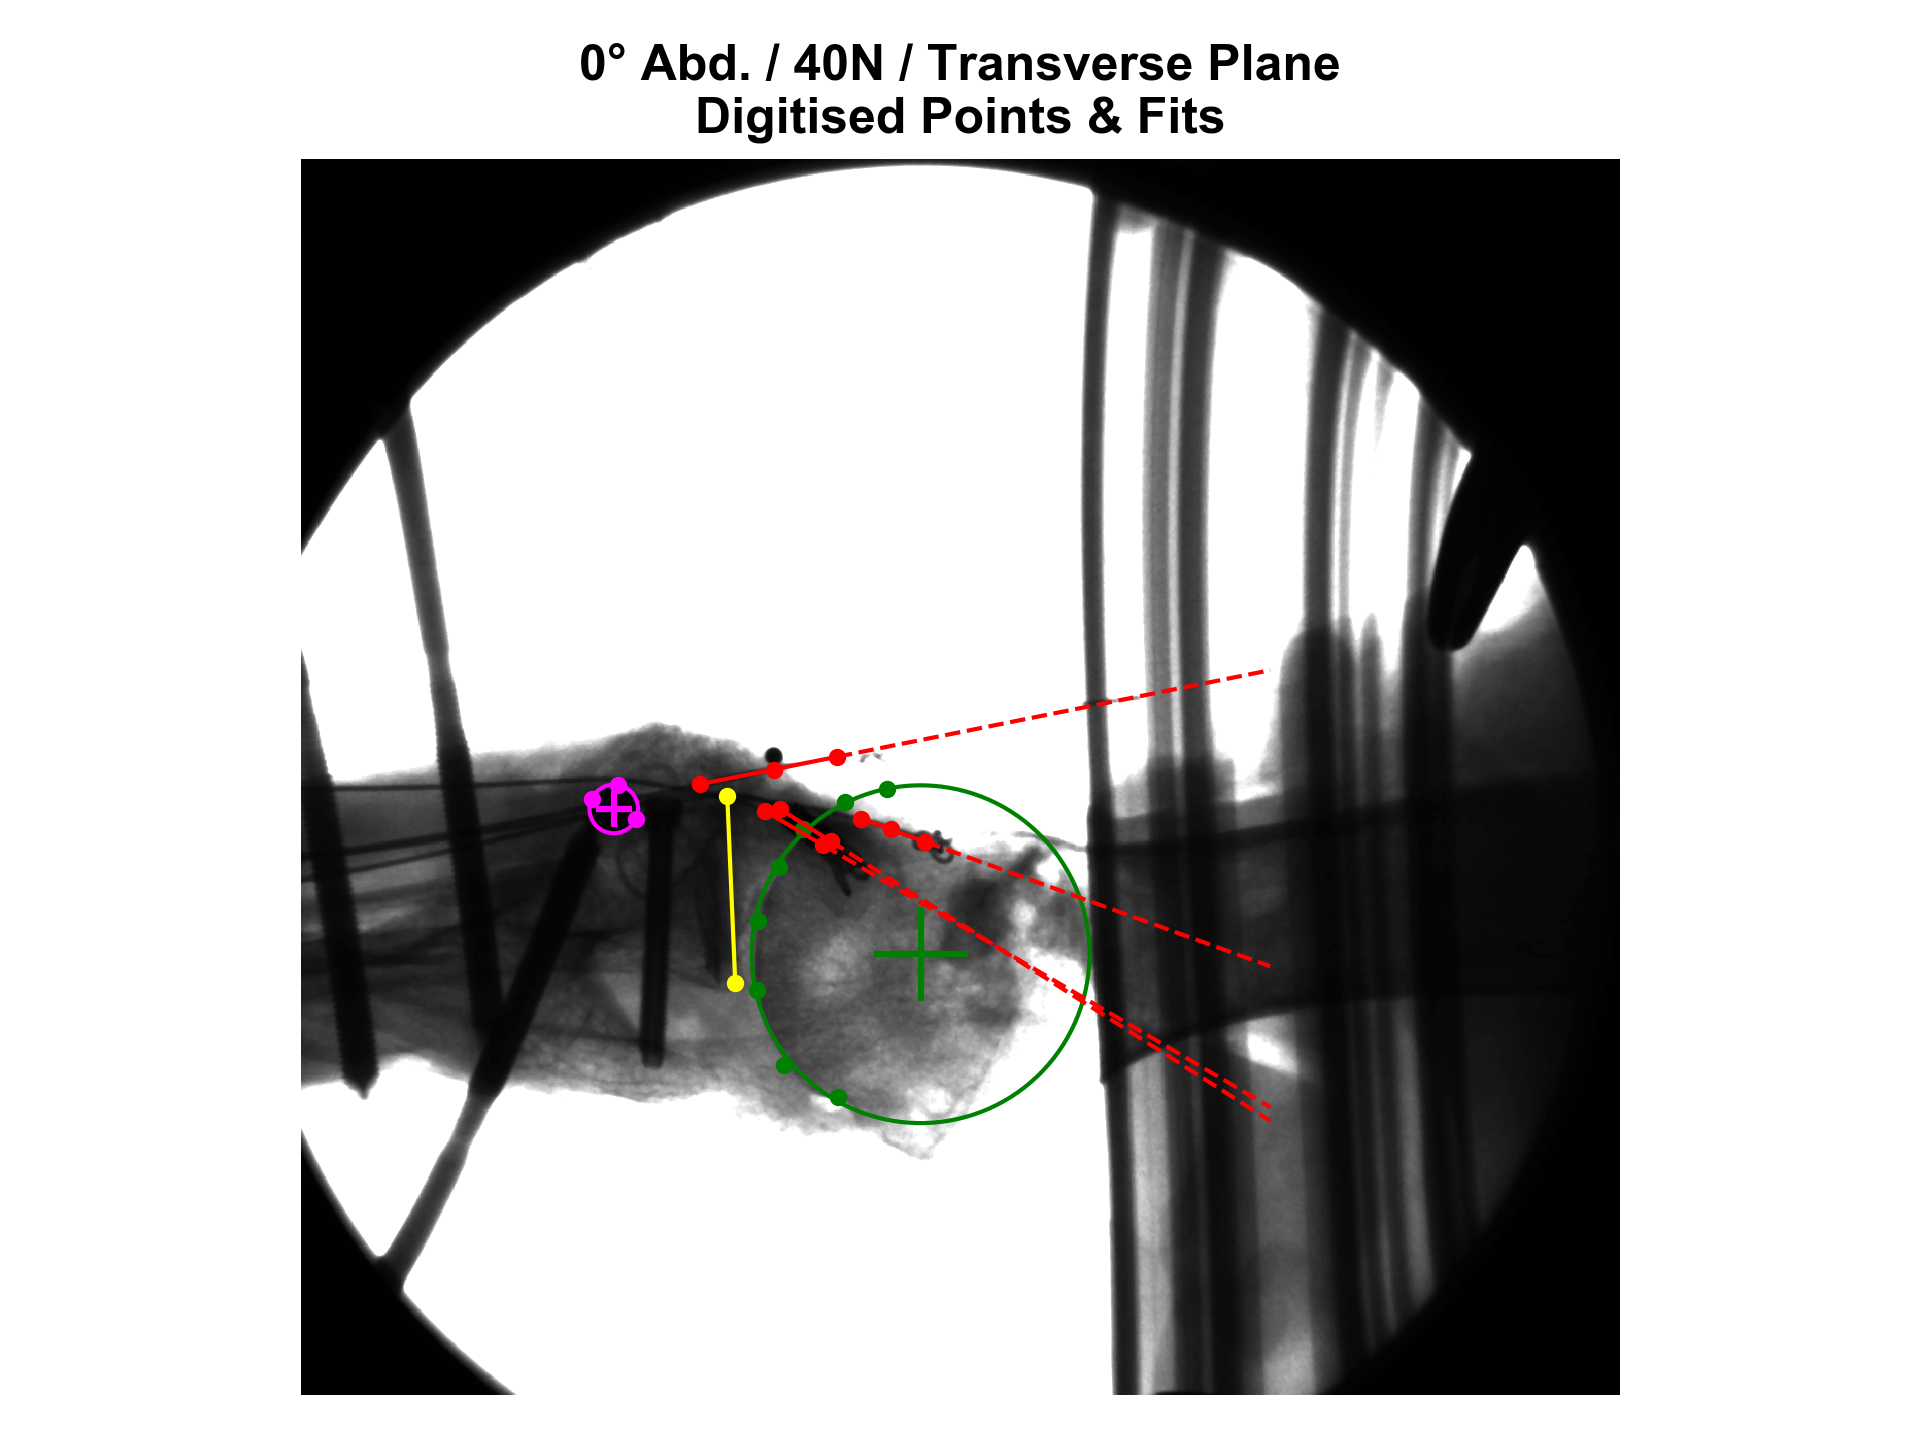 0° Abd. / 40N / Transverse Plane
Digitised Points & Fits